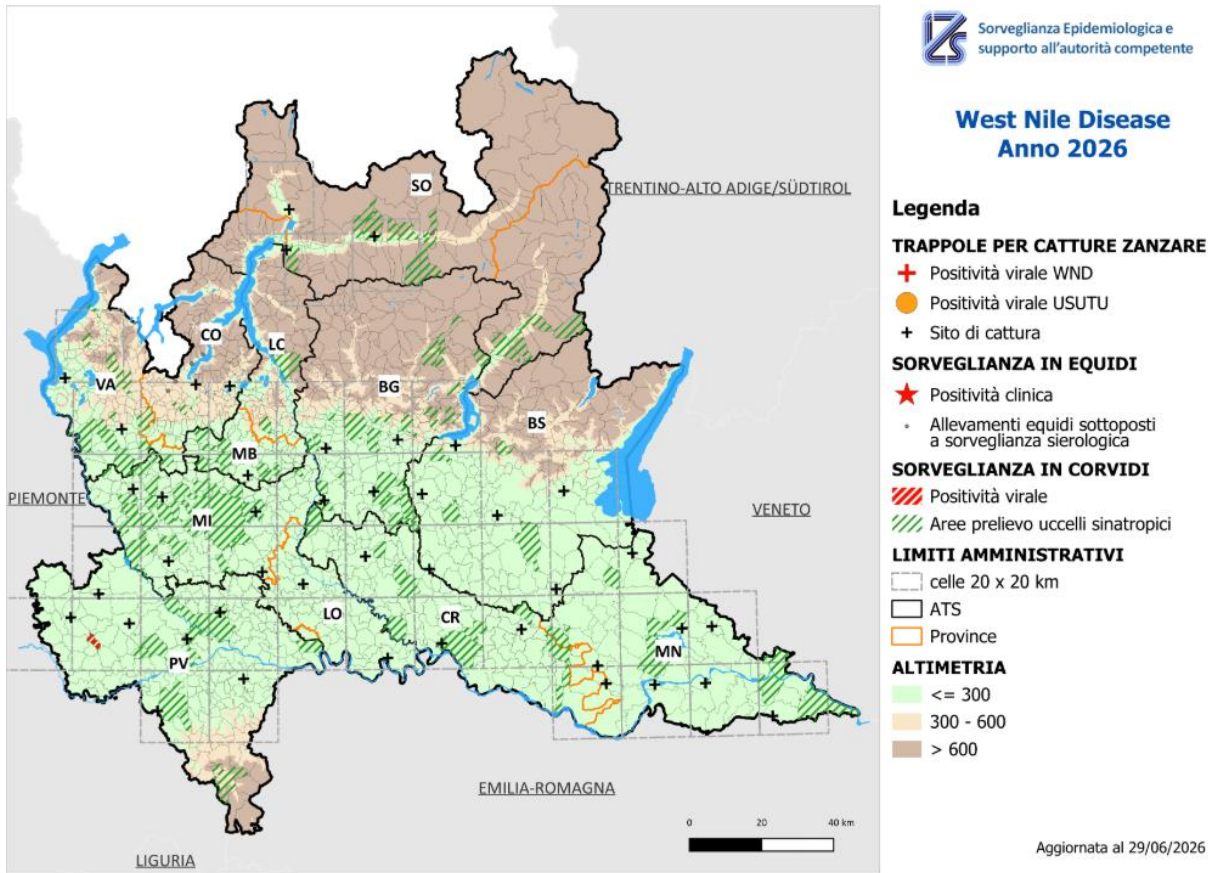 Sorveglianza Epidemiologica e
supporto all'autorità competente
West Nile Disease
Anno 2026
Legenda
TRAPPOLE PER CATTURE ZANZARE
Positività virale WND
Positività virale USUTU
Sito di cattura
SORVEGLIANZA IN EQUIDI
Positività clinica
Allevamenti equidi sottoposti
a sorveglianza sierologica
SORVEGLIANZA IN CORVIDI
Positività virale
Aree prelievo uccelli sinatropici
LIMITI AMMINISTRATIVI
celle 20 x 20 km
ATS
Province
ALTIMETRIA
<= 300
300 - 600
> 600
Aggiornata al 29/06/2026
SO
TRENTINO-ALTO ADIGE/SÜDTIROL
CO
LC
VA
BG
BS
MB
PIEMONTE
MI
VENETO
LO
CR
MN
PV
EMILIA-ROMAGNA
0 20 40 km
LIGURIA